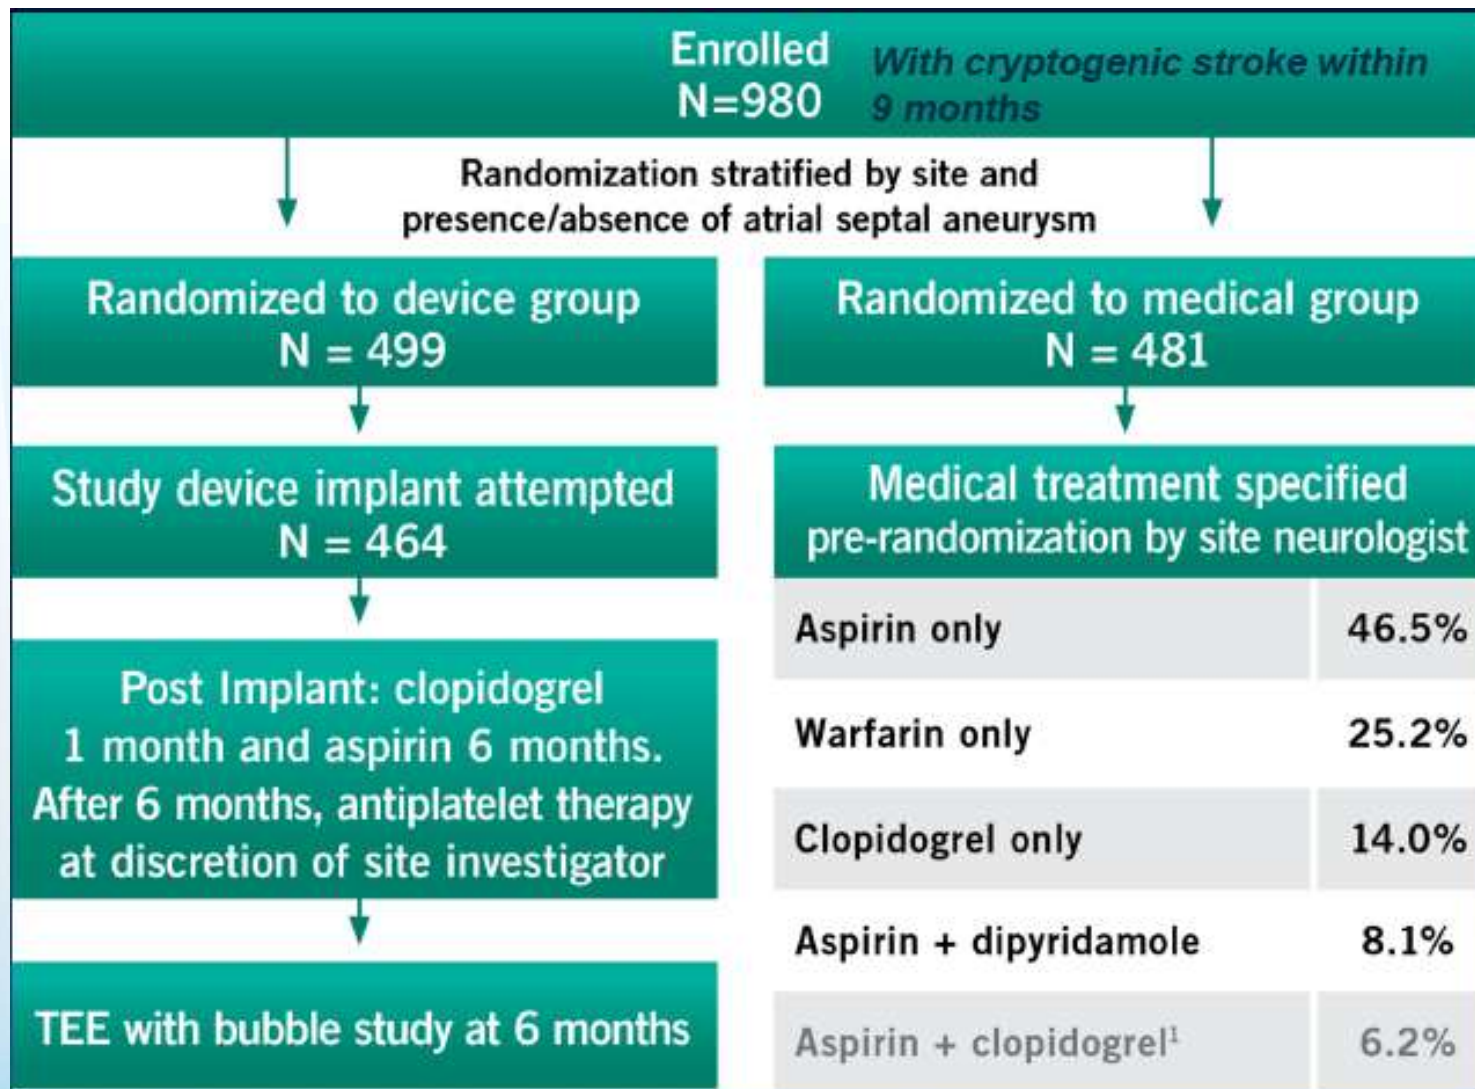 Enrolled
N=980
With cryptogenic stroke within
9 months
Randomization stratified by site and
presence/absence of atrial septal aneurysm
Randomized to device group
N = 499
Study device implant attempted
N = 464
Post Implant: clopidogrel
1 month and aspirin 6 months.
After 6 months, antiplatelet therapy
at discretion of site investigator
TEE with bubble study at 6 months
Randomized to medical group
N = 481
Medical treatment specified
pre-randomization by site neurologist
Aspirin only 46.5%
Warfarin only 25.2%
Clopidogrel only 14.0%
Aspirin + dipyridamole 8.1%
Aspirin + clopidogrel¹ 6.2%